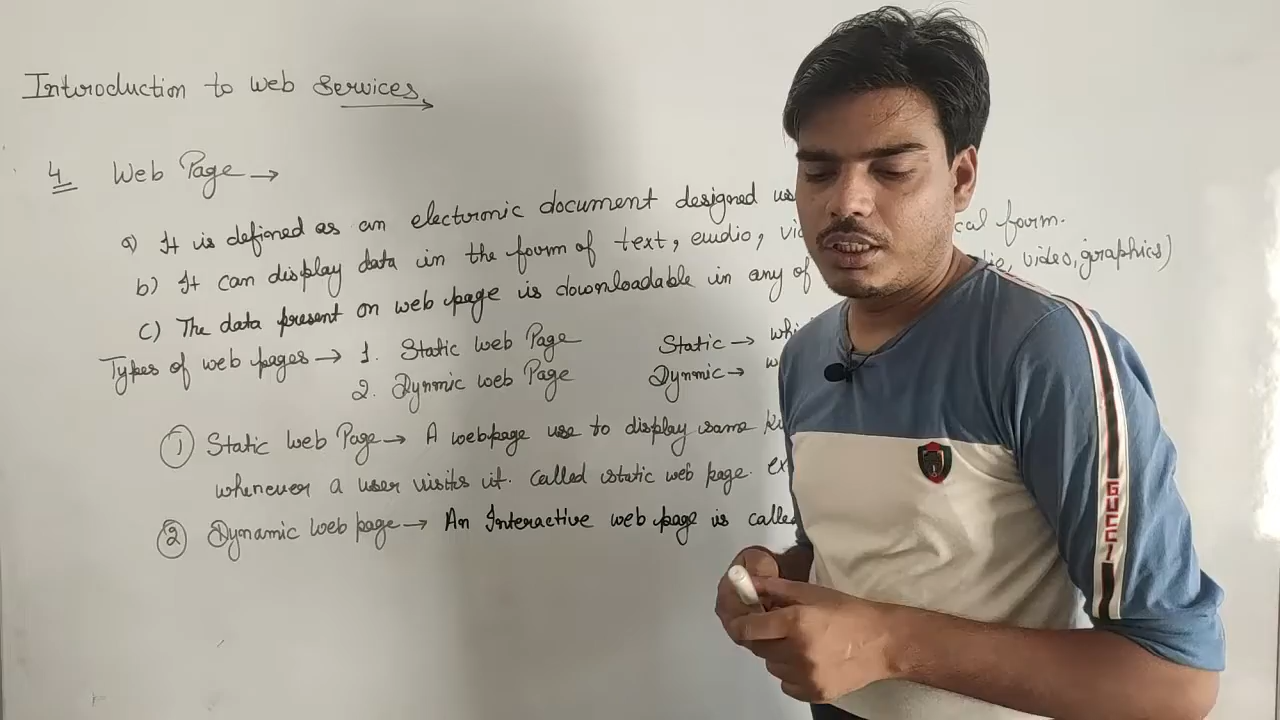 Introduction to Web Services
4 Web Page →
a) It is defined as an electronic document designed
b) It can display data in the form of text, audio, cal form.
c) The data present on web page is downloadable in any of video, graphics)
Types of web pages → 1. Static Web Page Static →
2. Dynmic web Page Dynmic →
1 Static Web Page → A webpage use to display same
whenever a user visits it. called static web page.
2 Dynamic Web page → An Interactive web page is called
GUCCI